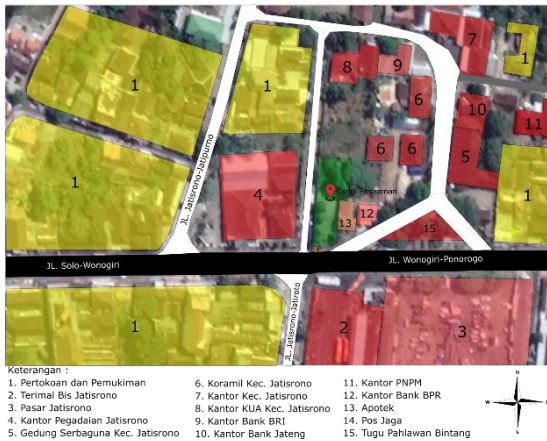 7
1
9
8
1
6
10
1
11
6
6
5
1
4
Candi Pasiraman
12
13
1
15
JL. Jatisrono-Jatipurno
JL. Solo-Wonogiri
JL. Wonogiri-Ponorogo
JL. Jatisrono-Jatiroto
1
2
3
Keterangan :
1. Pertokoan dan Pemukiman
2. Terimal Bis Jatisrono
3. Pasar Jatisrono
4. Kantor Pegadaian Jatisrono
5. Gedung Serbaguna Kec. Jatisrono
6. Koramil Kec. Jatisrono
7. Kantor Kec. Jatisrono
8. Kantor KUA Kec. Jatisrono
9. Kantor Bank BRI
10. Kantor Bank Jateng
11. Kantor PNPM
12. Kantor Bank BPR
13. Apotek
14. Pos Jaga
15. Tugu Pahlawan Bintang
N
W
E
S